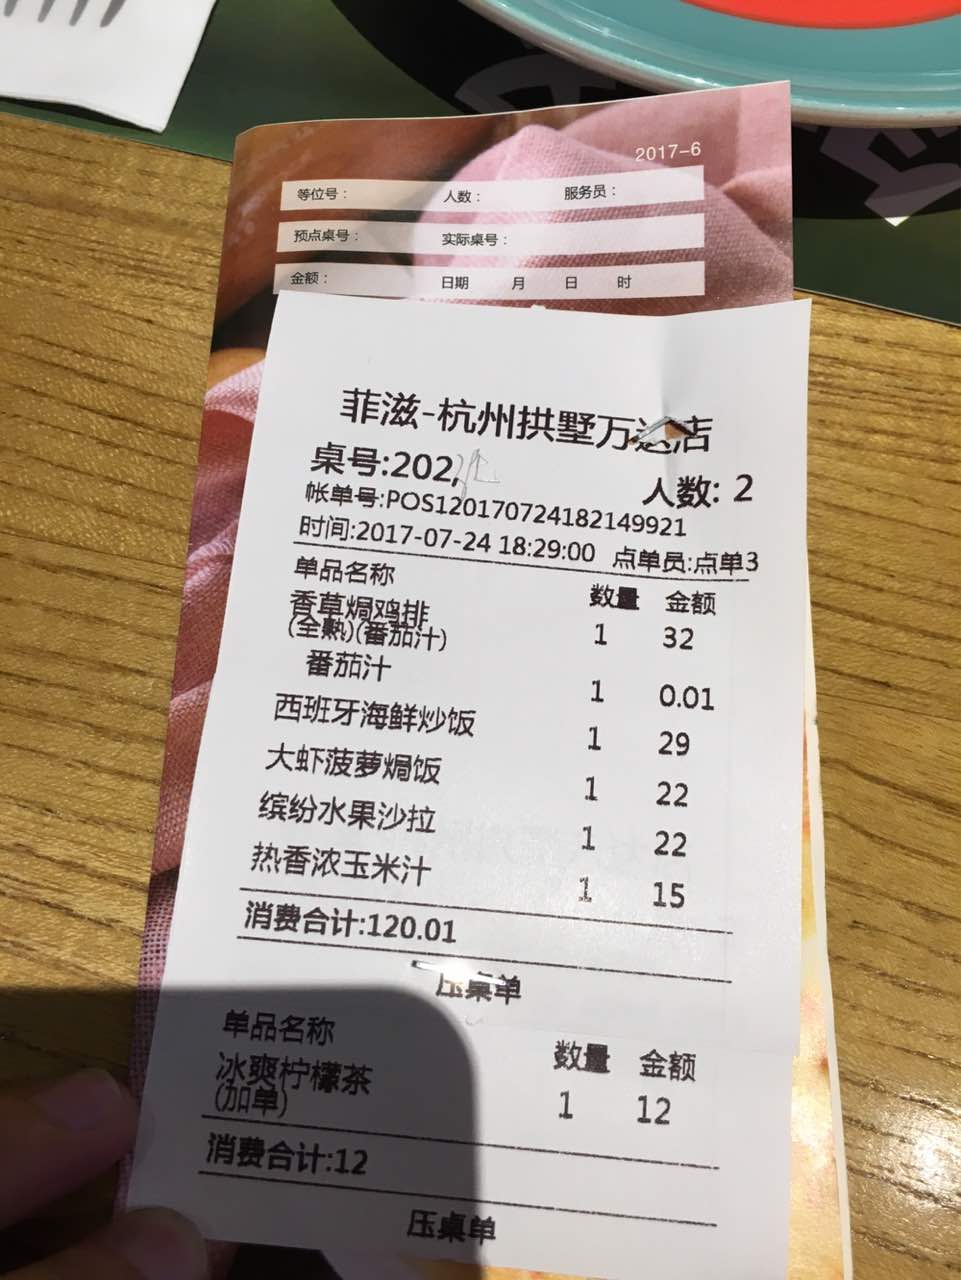 2017-6
等位号： 人数： 服务员：
预点桌号： 实际桌号：
金额： 日期 月 日 时
菲滋-杭州拱墅万达店
桌号:202,
人数: 2
帐单号:POS120170724182149921
时间:2017-07-24 18:29:00 点单员:点单3
单品名称 数量 金额
香草焗鸡排 1 32
(全熟)(番茄汁)
番茄汁 1 0.01
西班牙海鲜炒饭 1 29
大虾菠萝焗饭 1 22
缤纷水果沙拉 1 22
热香浓玉米汁 1 15
消费合计:120.01
压桌单
单品名称 数量 金额
冰爽柠檬茶 1 12
(加单)
消费合计:12
压桌单